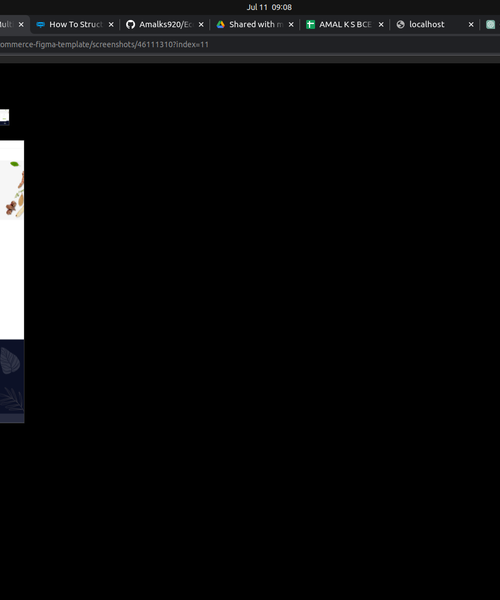 Jul 11 09:08
How To Struct
Amalks920/Ec
Shared with m
AMAL K S BCE
localhost
ommerce-figma-template/screenshots/46111310?index=11